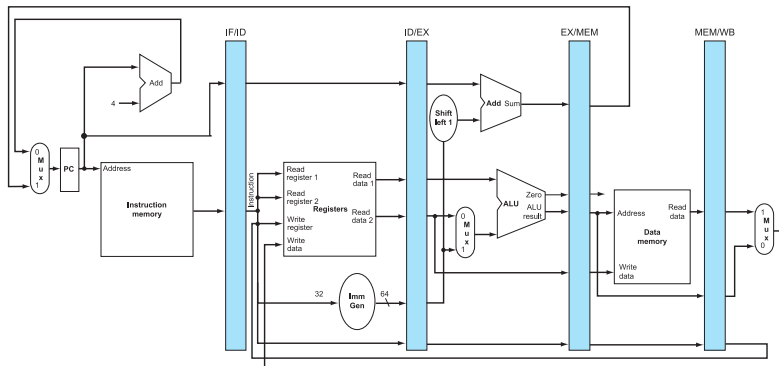 IF/ID
ID/EX
EX/MEM
MEM/WB
Add
4
Add Sum
Shift
left 1
0
M
u
x
1
PC
Address
Instruction
memory
Instruction
Read
register 1
Read
register 2
Registers
Write
register
Write
data
Read
data 1
Read
data 2
0
M
u
x
1
Zero
ALU
ALU
result
Address
Read
data
Data
memory
Write
data
1
M
u
x
0
32
Imm
Gen
64